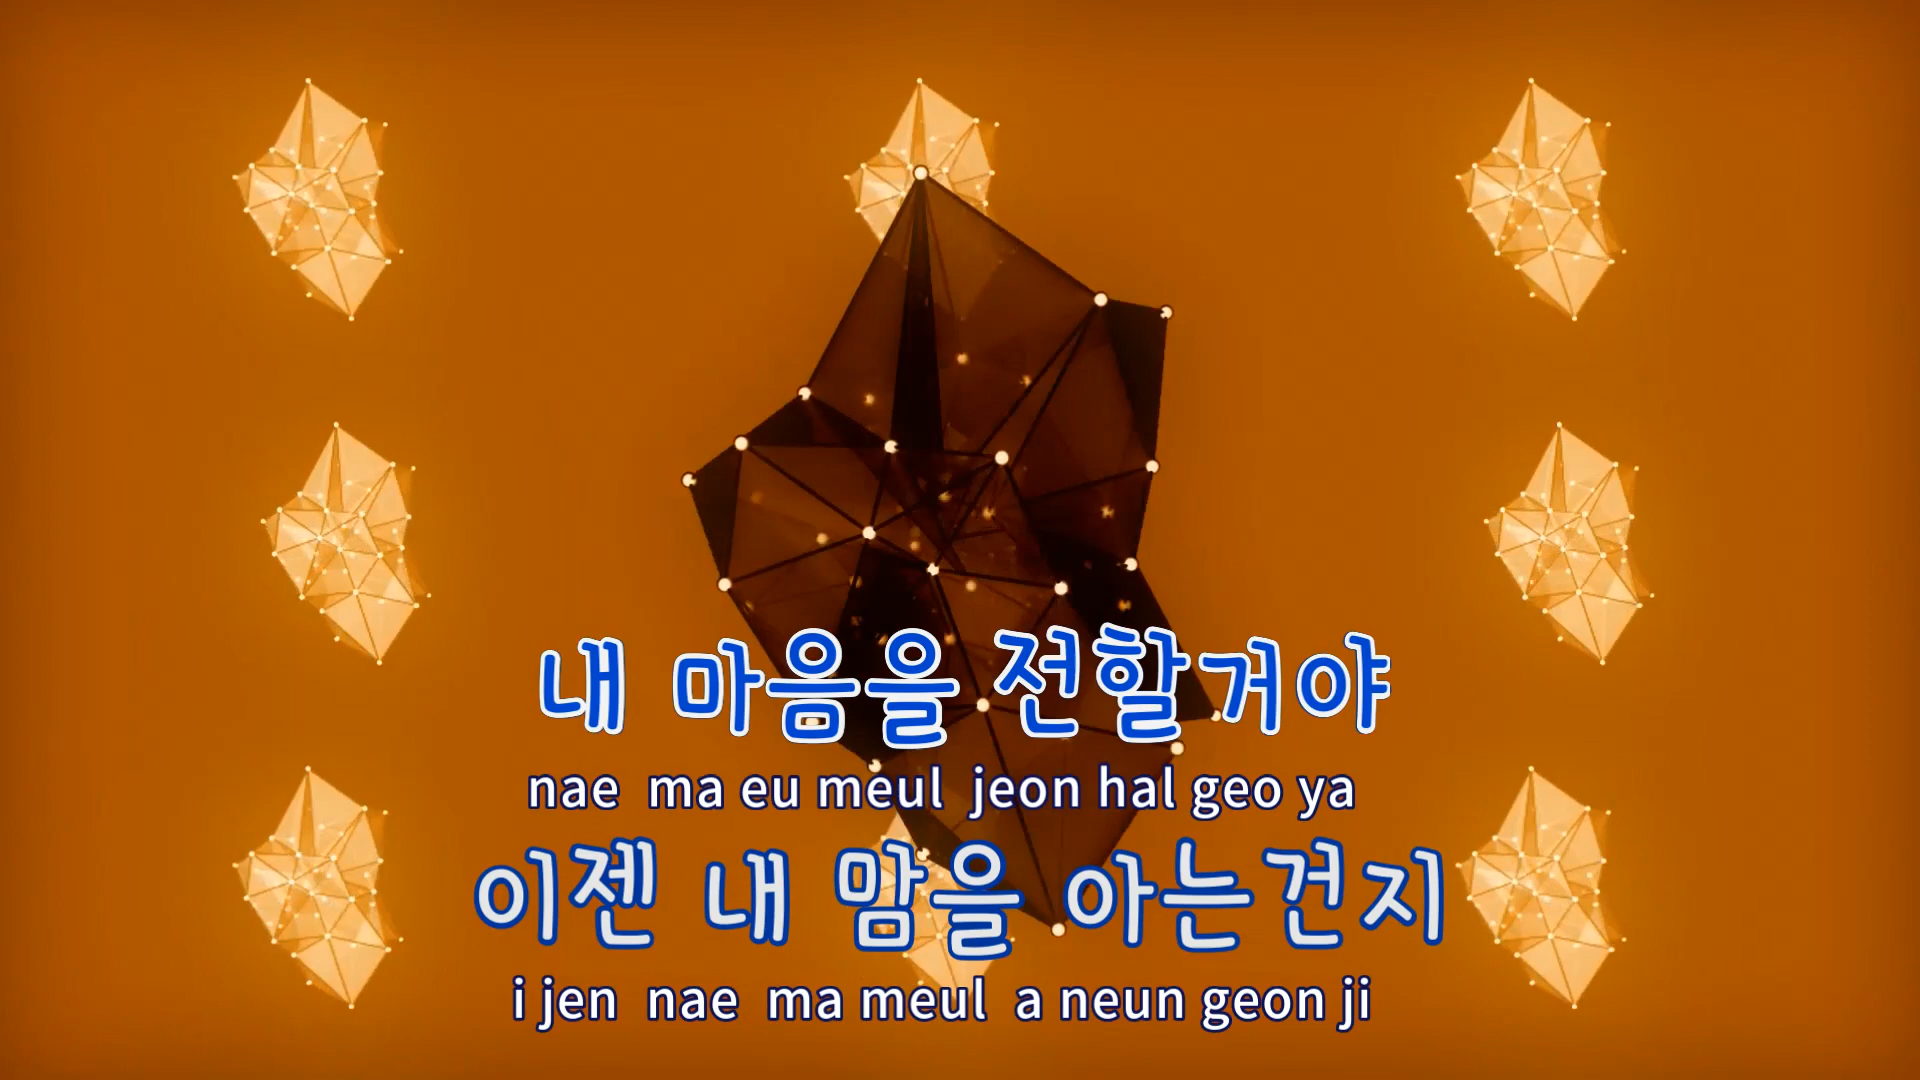 내 마음을 전할거야
nae ma eu meul jeon hal geo ya
이젠 내 맘을 아는건지
i jen nae ma meul a neun geon ji